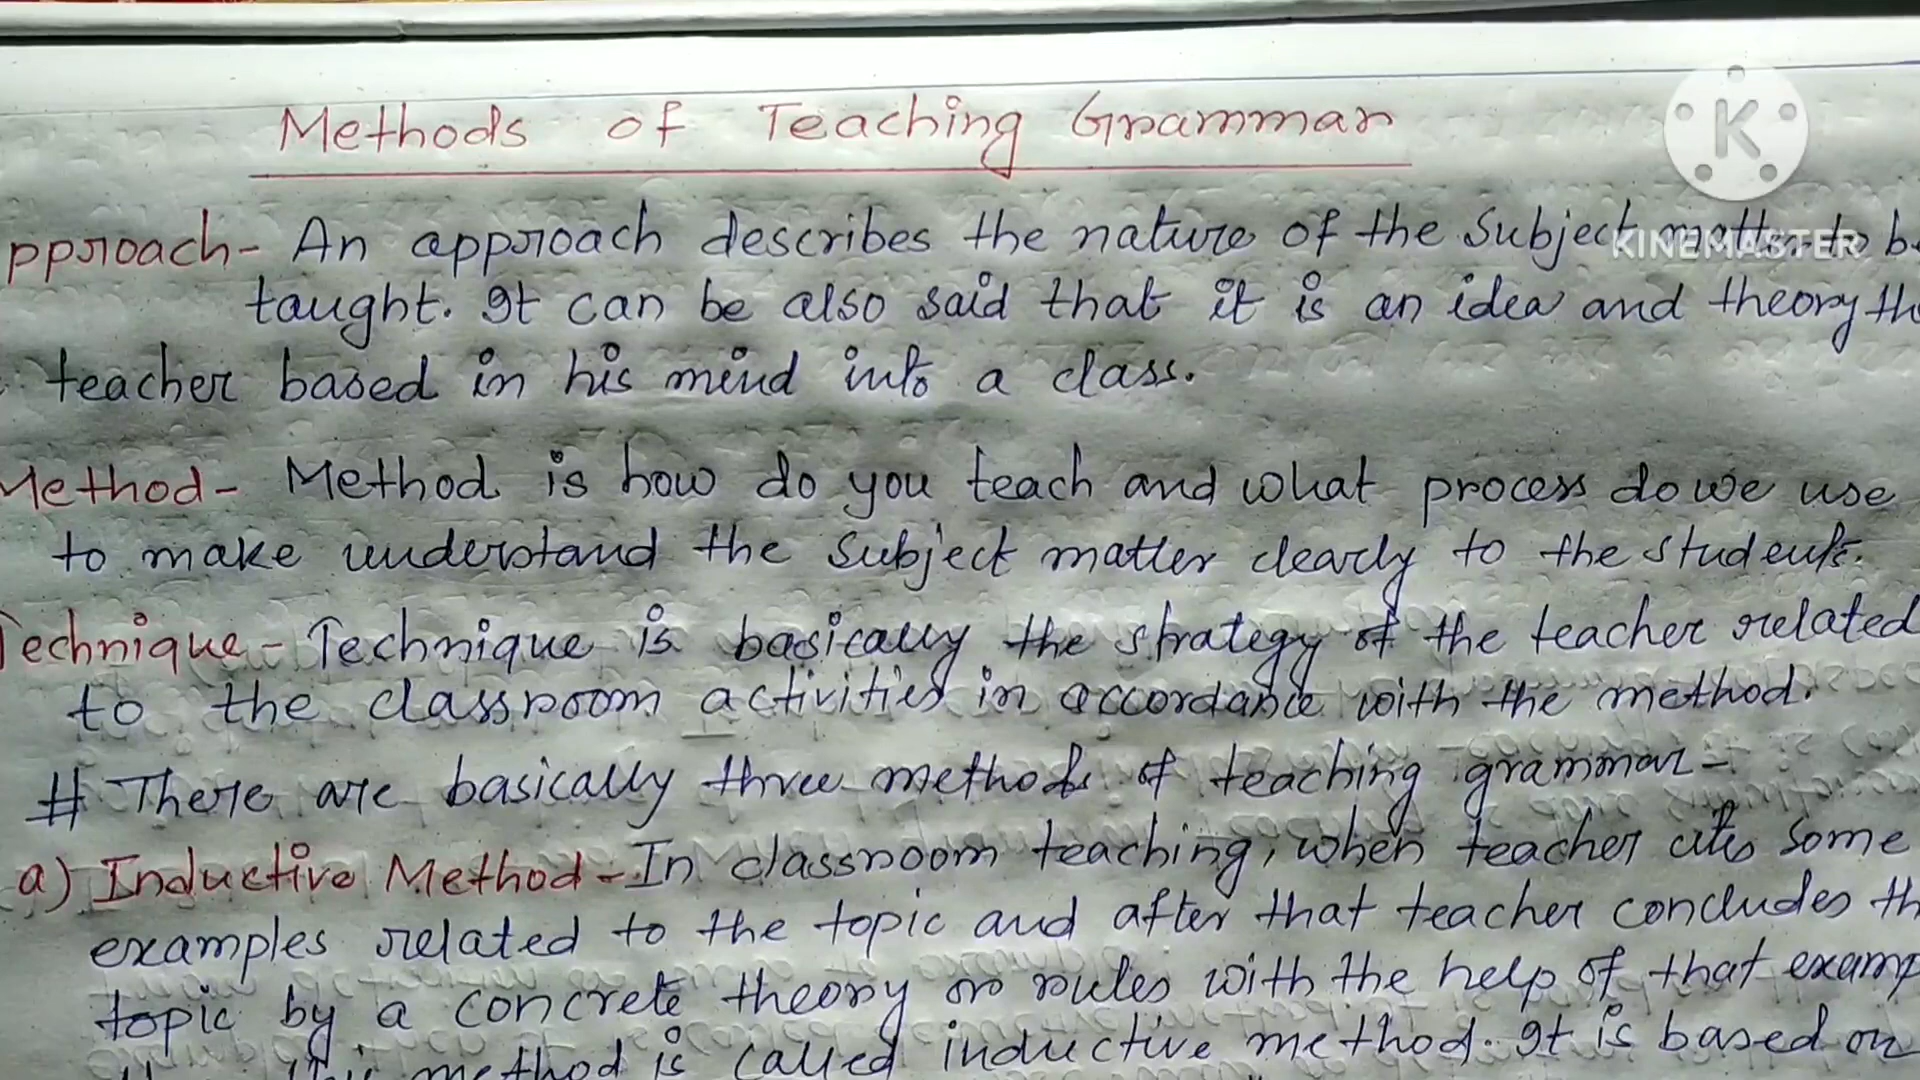 Methods of Teaching Grammar
K
KINEMASTER
pproach- An approach describes the nature of the subject matter to be
taught. It can be also said that it is an idea and theory th
teacher based in his mind into a class.
Method- Method is how do you teach and what process do we use
to make understand the subject matter clearly to the students.
Technique- Technique is basically the strategy of the teacher related
to the classroom activities in accordance with the method.
# There are basically three methods of teaching grammar-
a) Inductive Method- In classroom teaching, when teacher cites some
examples related to the topic and after that teacher concludes th
topic by a concrete theory or rules with the help of that examp
method is called inductive method. It is based on